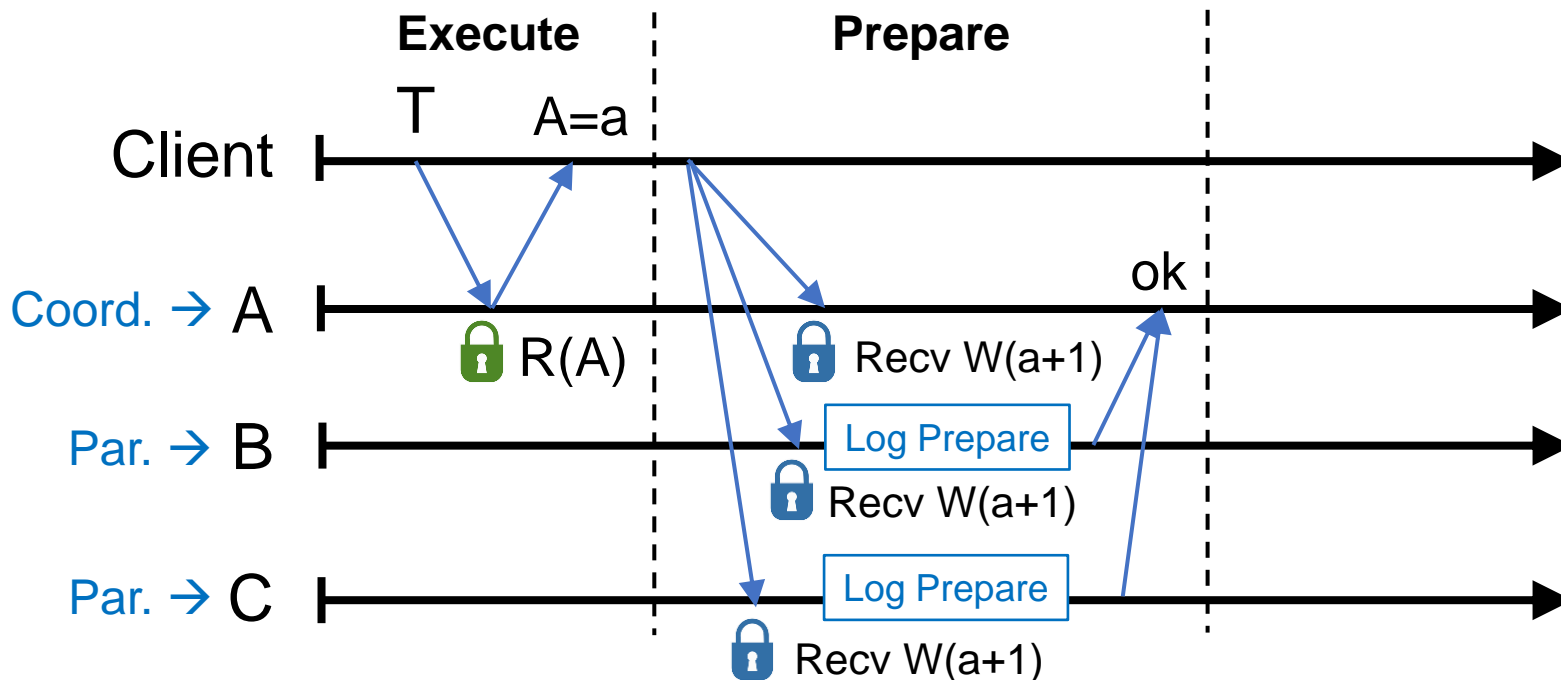 Execute
Prepare
T
A=a
Client
ok
Coord. → A
R(A)
Recv W(a+1)
Par. → B
Log Prepare
Recv W(a+1)
Par. → C
Log Prepare
Recv W(a+1)